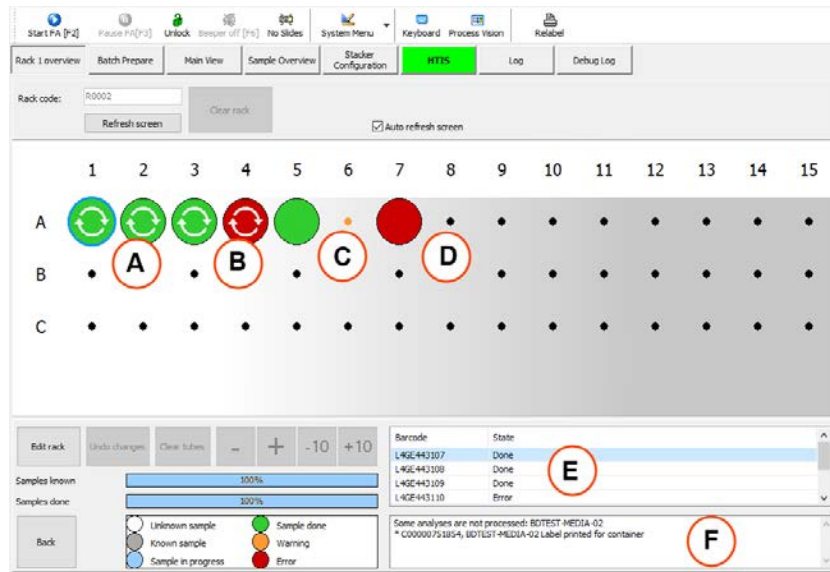 Start FA [F2] Pause FA[F3] Unlock Beeper off [F6] No Slides System Menu Keyboard Process Vision Relabel
Rack 1 overview Batch Prepare Main View Sample Overview Stacker Configuration HTIS Log Debug Log
Rack code: R0002
Clear rack
Refresh screen Auto refresh screen
1 2 3 4 5 6 7 8 9 10 11 12 13 14 15
A
A B C D
B
C
Edit rack Undo changes Clear tubes - + -10 +10
Barcode State
L4GE443107 Done
L4GE443108 Done
L4GE443109 Done
L4GE443110 Error
E
Samples known 100%
Samples done 100%
Back
Unknown sample Sample done
Known sample Warning
Sample in progress Error
Some analyses are not processed: BDTEST-MEDIA-02
* C00000751854, BDTEST-MEDIA-02 Label printed for container
F